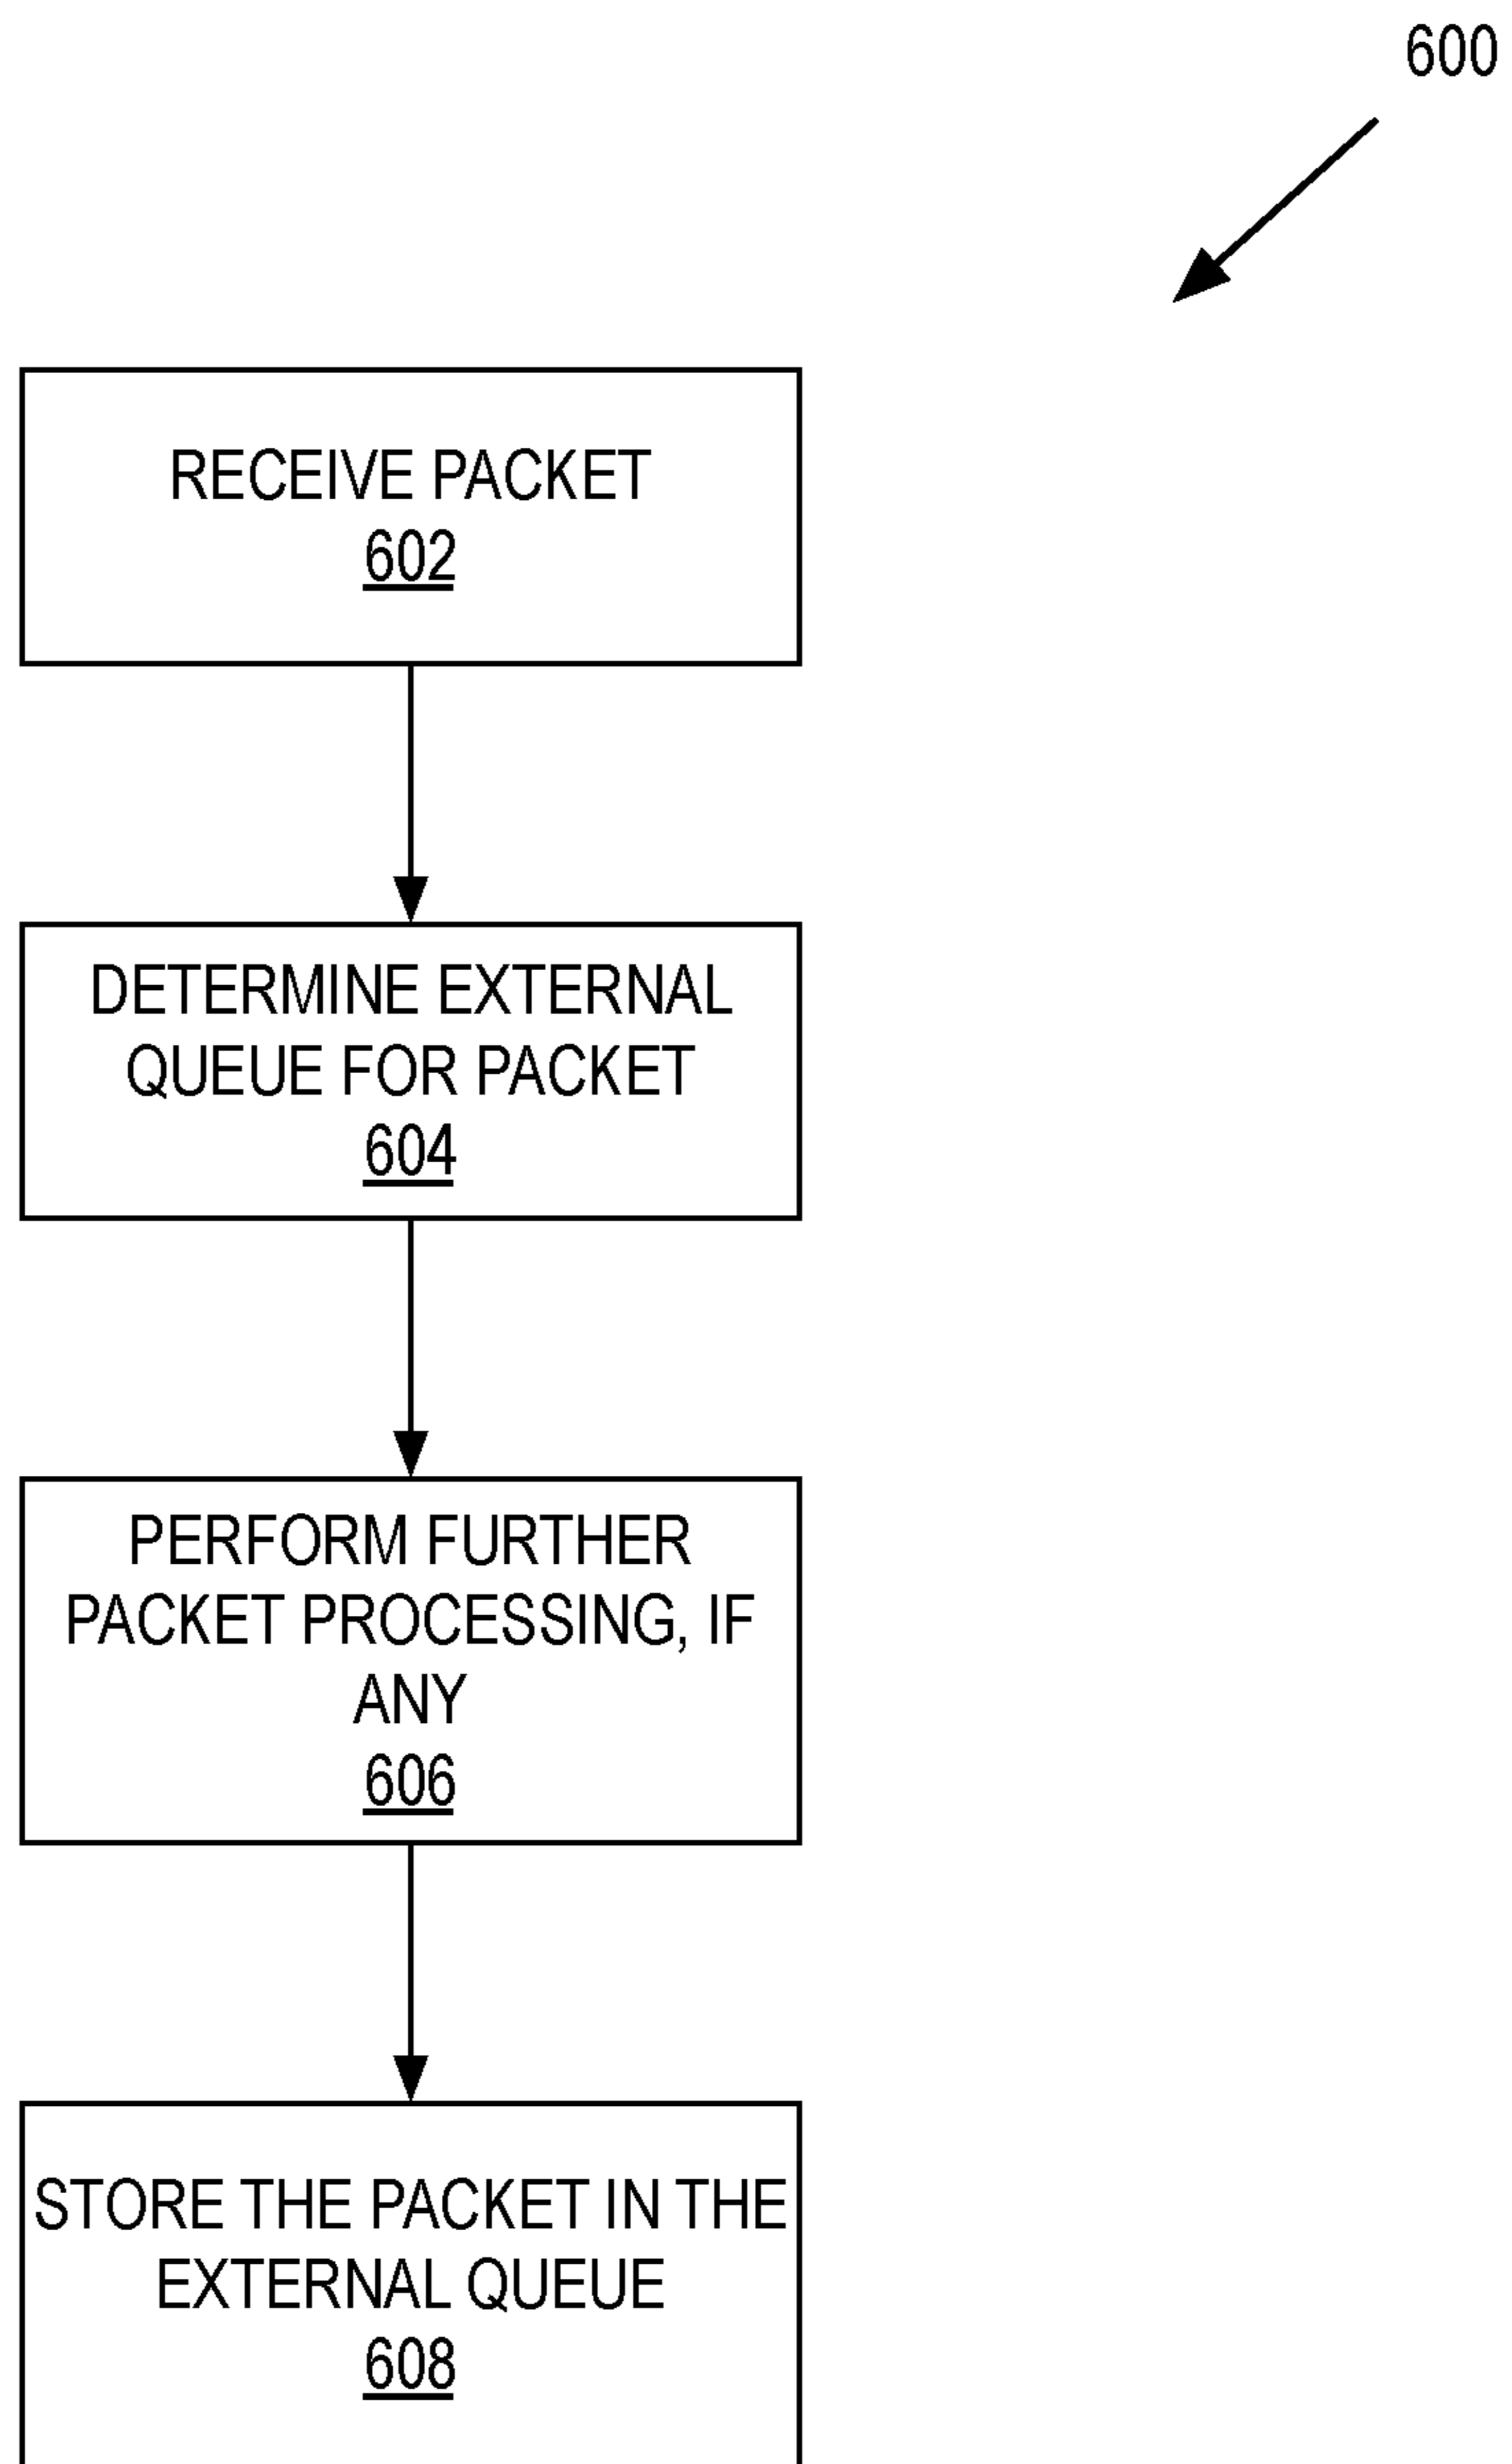 600
RECEIVE PACKET
602
DETERMINE EXTERNAL
QUEUE FOR PACKET
604
PERFORM FURTHER
PACKET PROCESSING, IF
ANY
606
STORE THE PACKET IN THE
EXTERNAL QUEUE
608